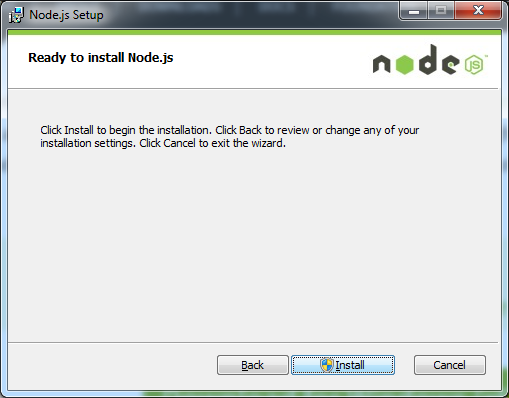 Node.js Setup
Ready to install Node.js
node
JS
™
Click Install to begin the installation. Click Back to review or change any of your
installation settings. Click Cancel to exit the wizard.
Back
Install
Cancel